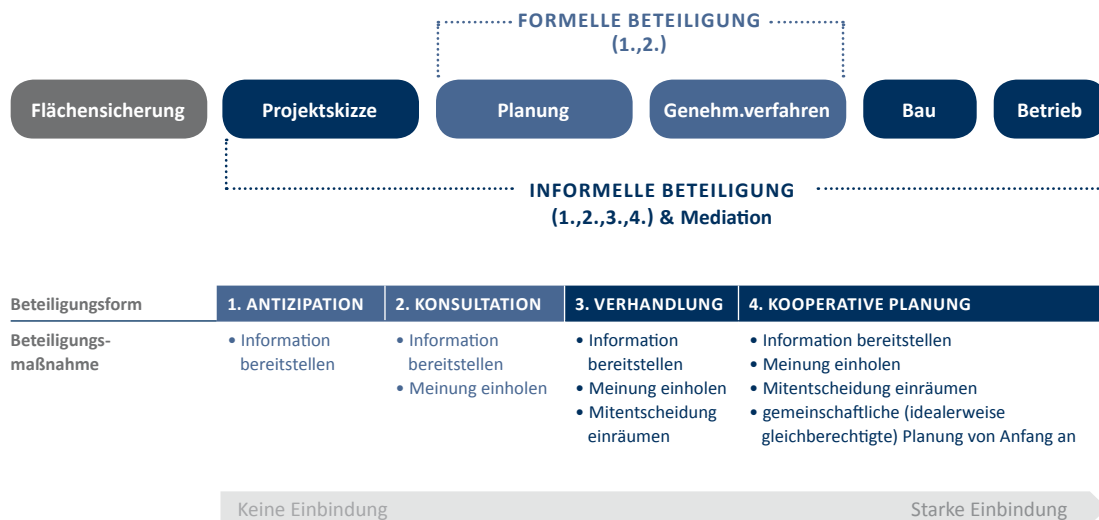 FORMELLE BETEILIGUNG
(1.,2.)
Flächensicherung
Projektskizze
Planung
Genehm.verfahren
Bau
Betrieb
INFORMELLE BETEILIGUNG
(1.,2.,3.,4.) & Mediation
Beteiligungsform
1. ANTIZIPATION
2. KONSULTATION
3. VERHANDLUNG
4. KOOPERATIVE PLANUNG
Beteiligungs-
maßnahme
• Information
bereitstellen
• Information
bereitstellen
• Meinung einholen
• Information
bereitstellen
• Meinung einholen
• Mitentscheidung
einräumen
• Information bereitstellen
• Meinung einholen
• Mitentscheidung einräumen
• gemeinschaftliche (idealerweise
gleichberechtigte) Planung von Anfang an
Keine Einbindung
Starke Einbindung